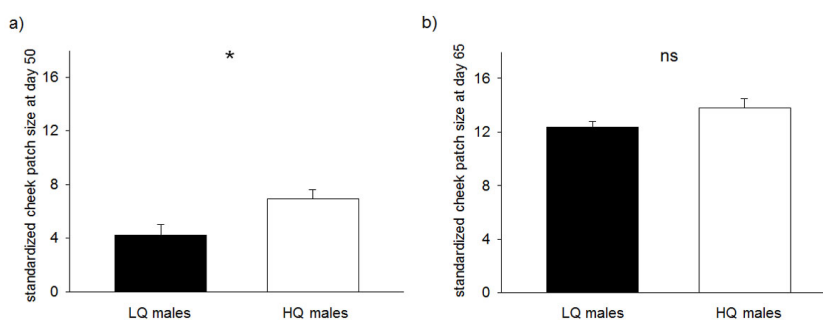 a)
standardized cheek patch size at day 50
16
12
8
4
0
*
LQ males
HQ males
b)
standardized cheek patch size at day 65
16
12
8
4
0
ns
LQ males
HQ males